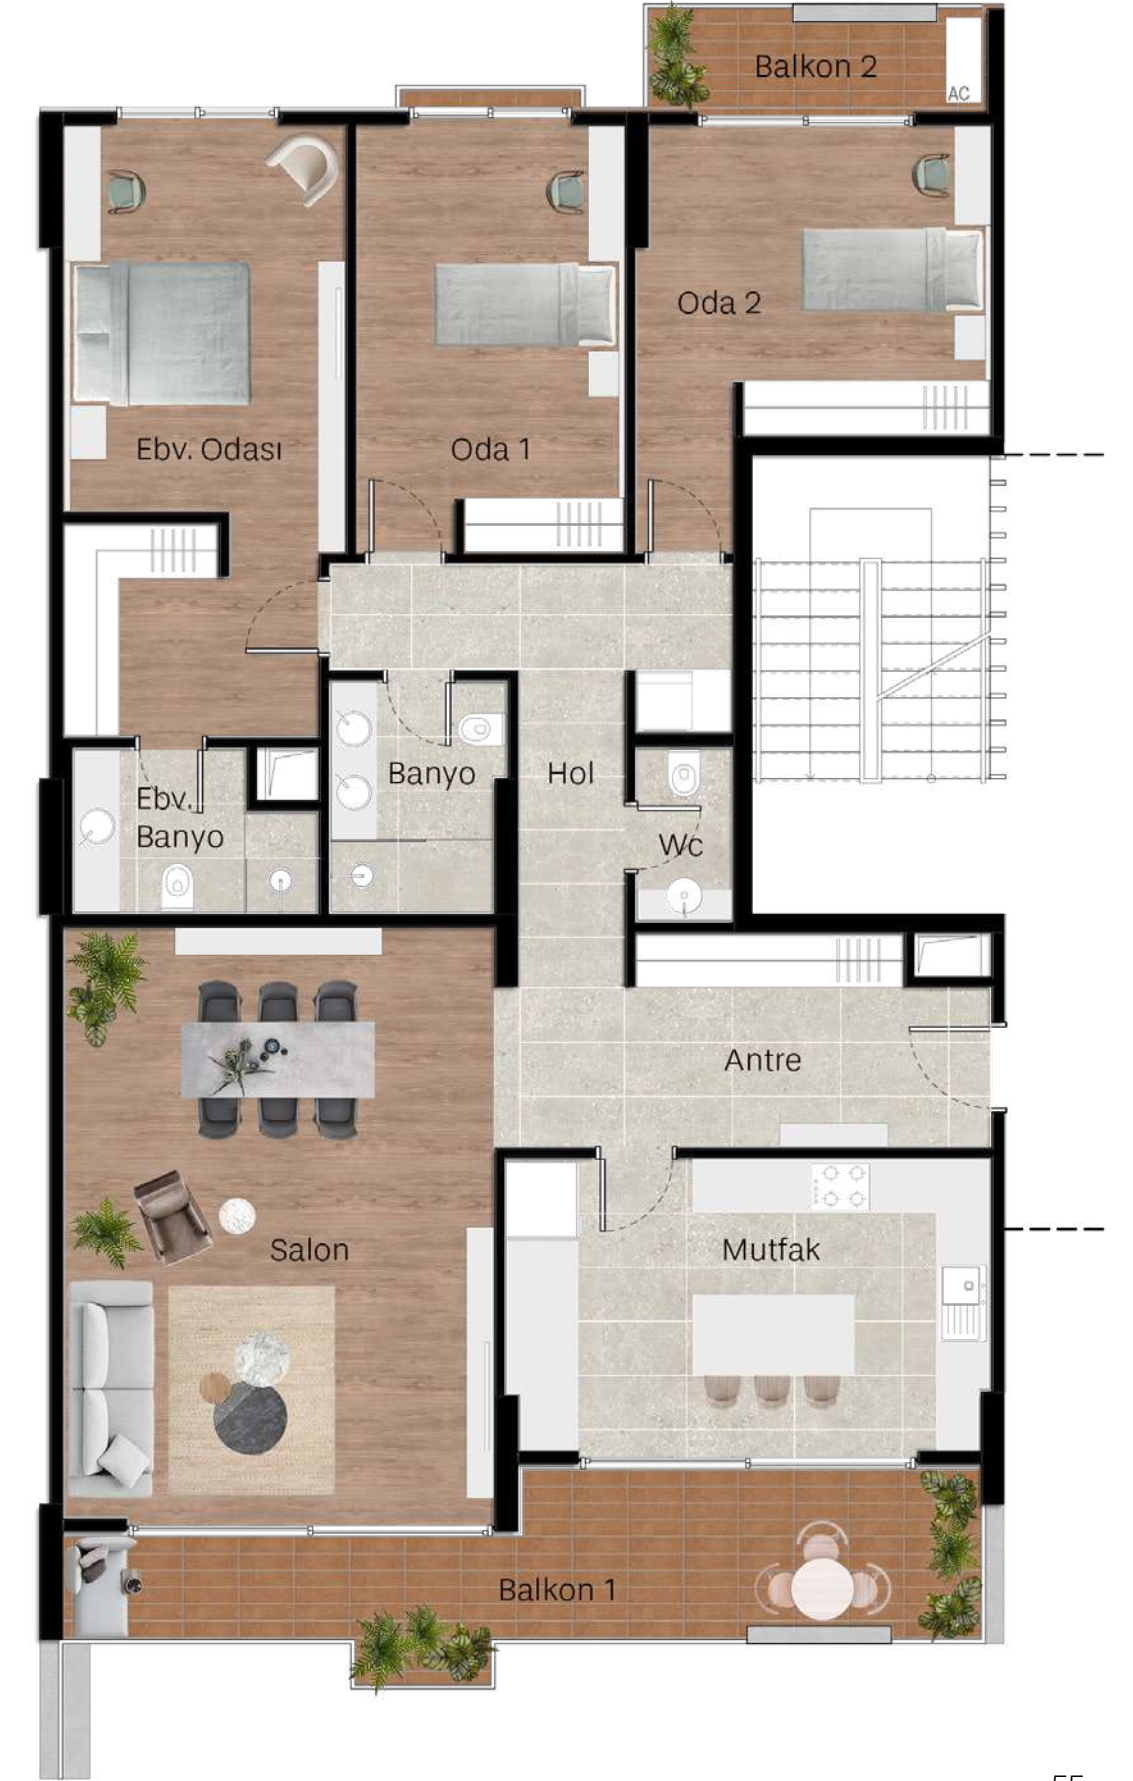 Balkon 2
AC
Oda 2
Ebv. Odası
Oda 1
Banyo
Hol
Ebv.
Banyo
Wc
Antre
Salon
Mutfak
Balkon 1